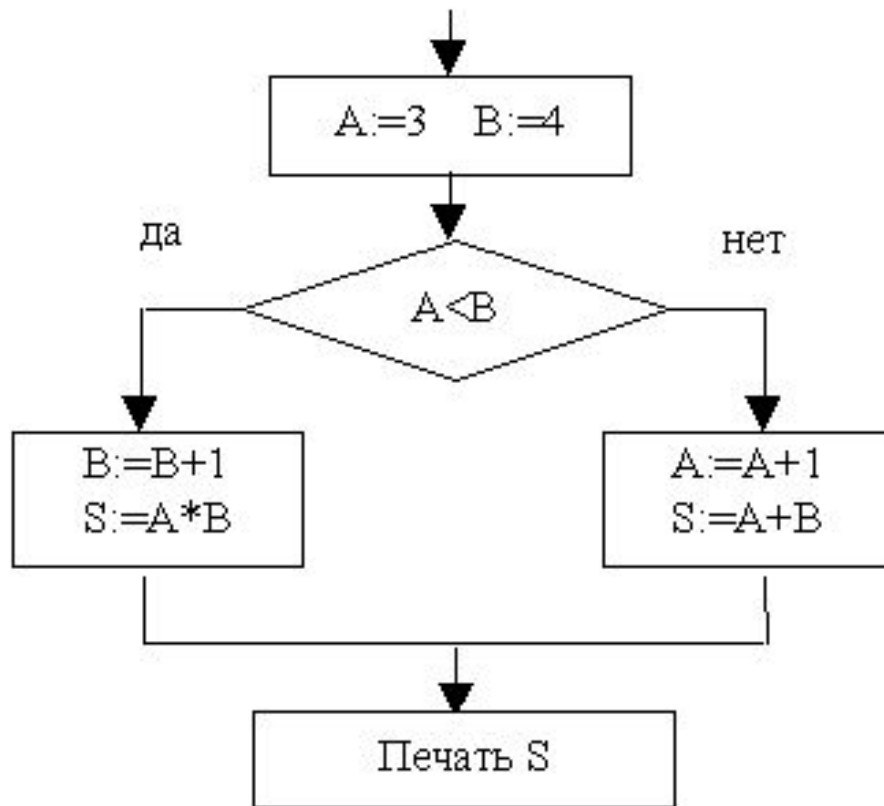 A:=3 B:=4
да
нет
A<B
B:=B+1
S:=A*B
A:=A+1
S:=A+B
Печать S